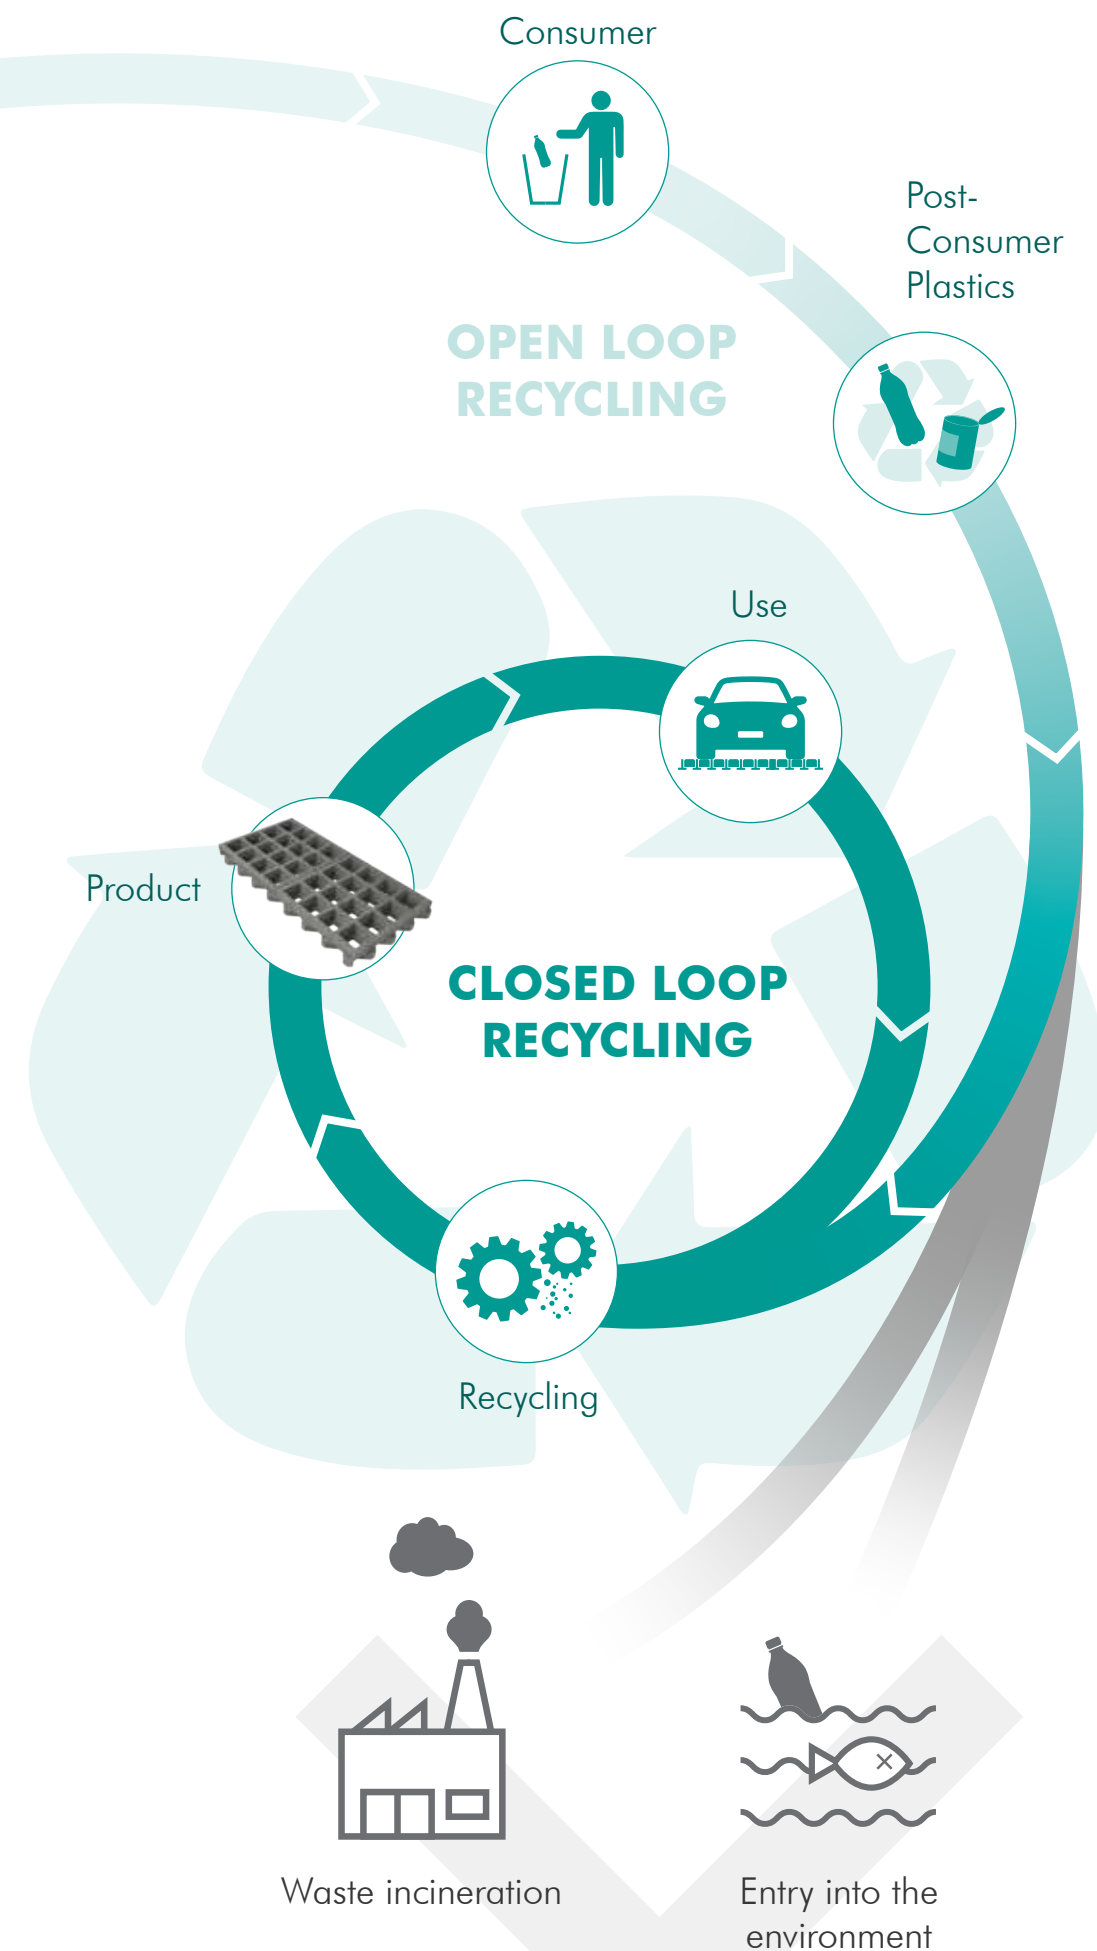 Consumer
Post-
Consumer
Plastics
OPEN LOOP
RECYCLING
Use
Product
CLOSED LOOP
RECYCLING
Recycling
Waste incineration
Entry into the
environment